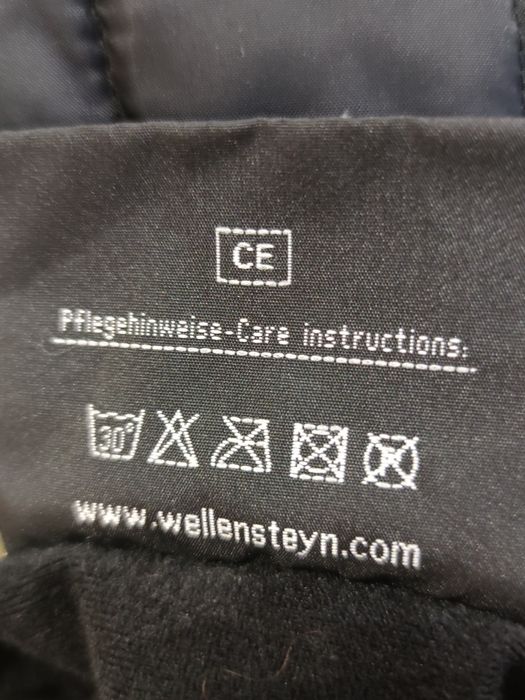 CE
Pflegehinweise-Care instructions:
30°
www.wellensteyn.com